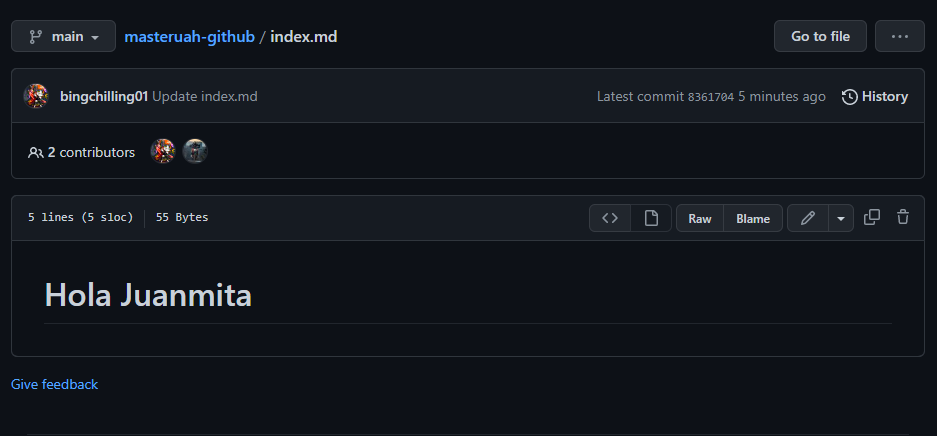 main
masteruah-github / index.md
Go to file
...
bingchilling01 Update index.md
Latest commit 8361704 5 minutes ago
History
2 contributors
5 lines (5 sloc)
55 Bytes
<>
Raw
Blame
Hola Juanmita
Give feedback